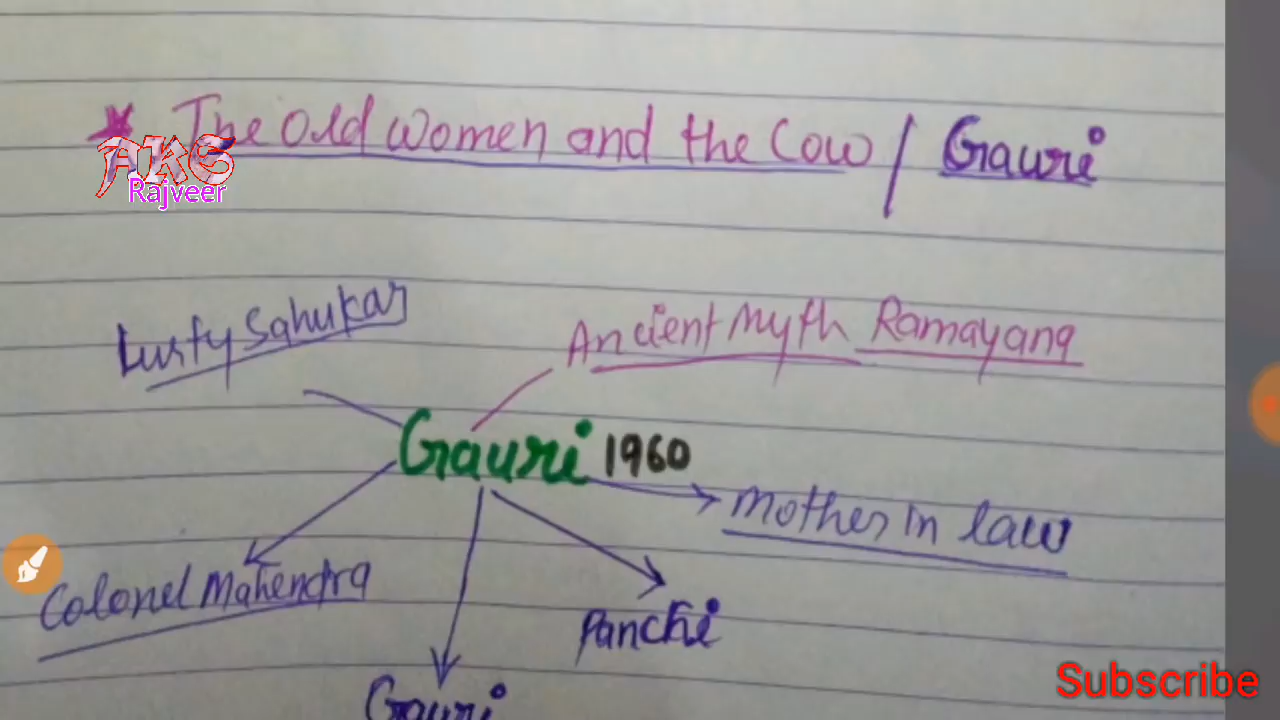 * The old women and the Cow / Gauri
AKG
Rajveer
Lusty Sahukar
Ancient Myth Ramayang
Gauri 1960
Mother in law
Colonel Mahendra
Panchi
Gauri
Subscribe